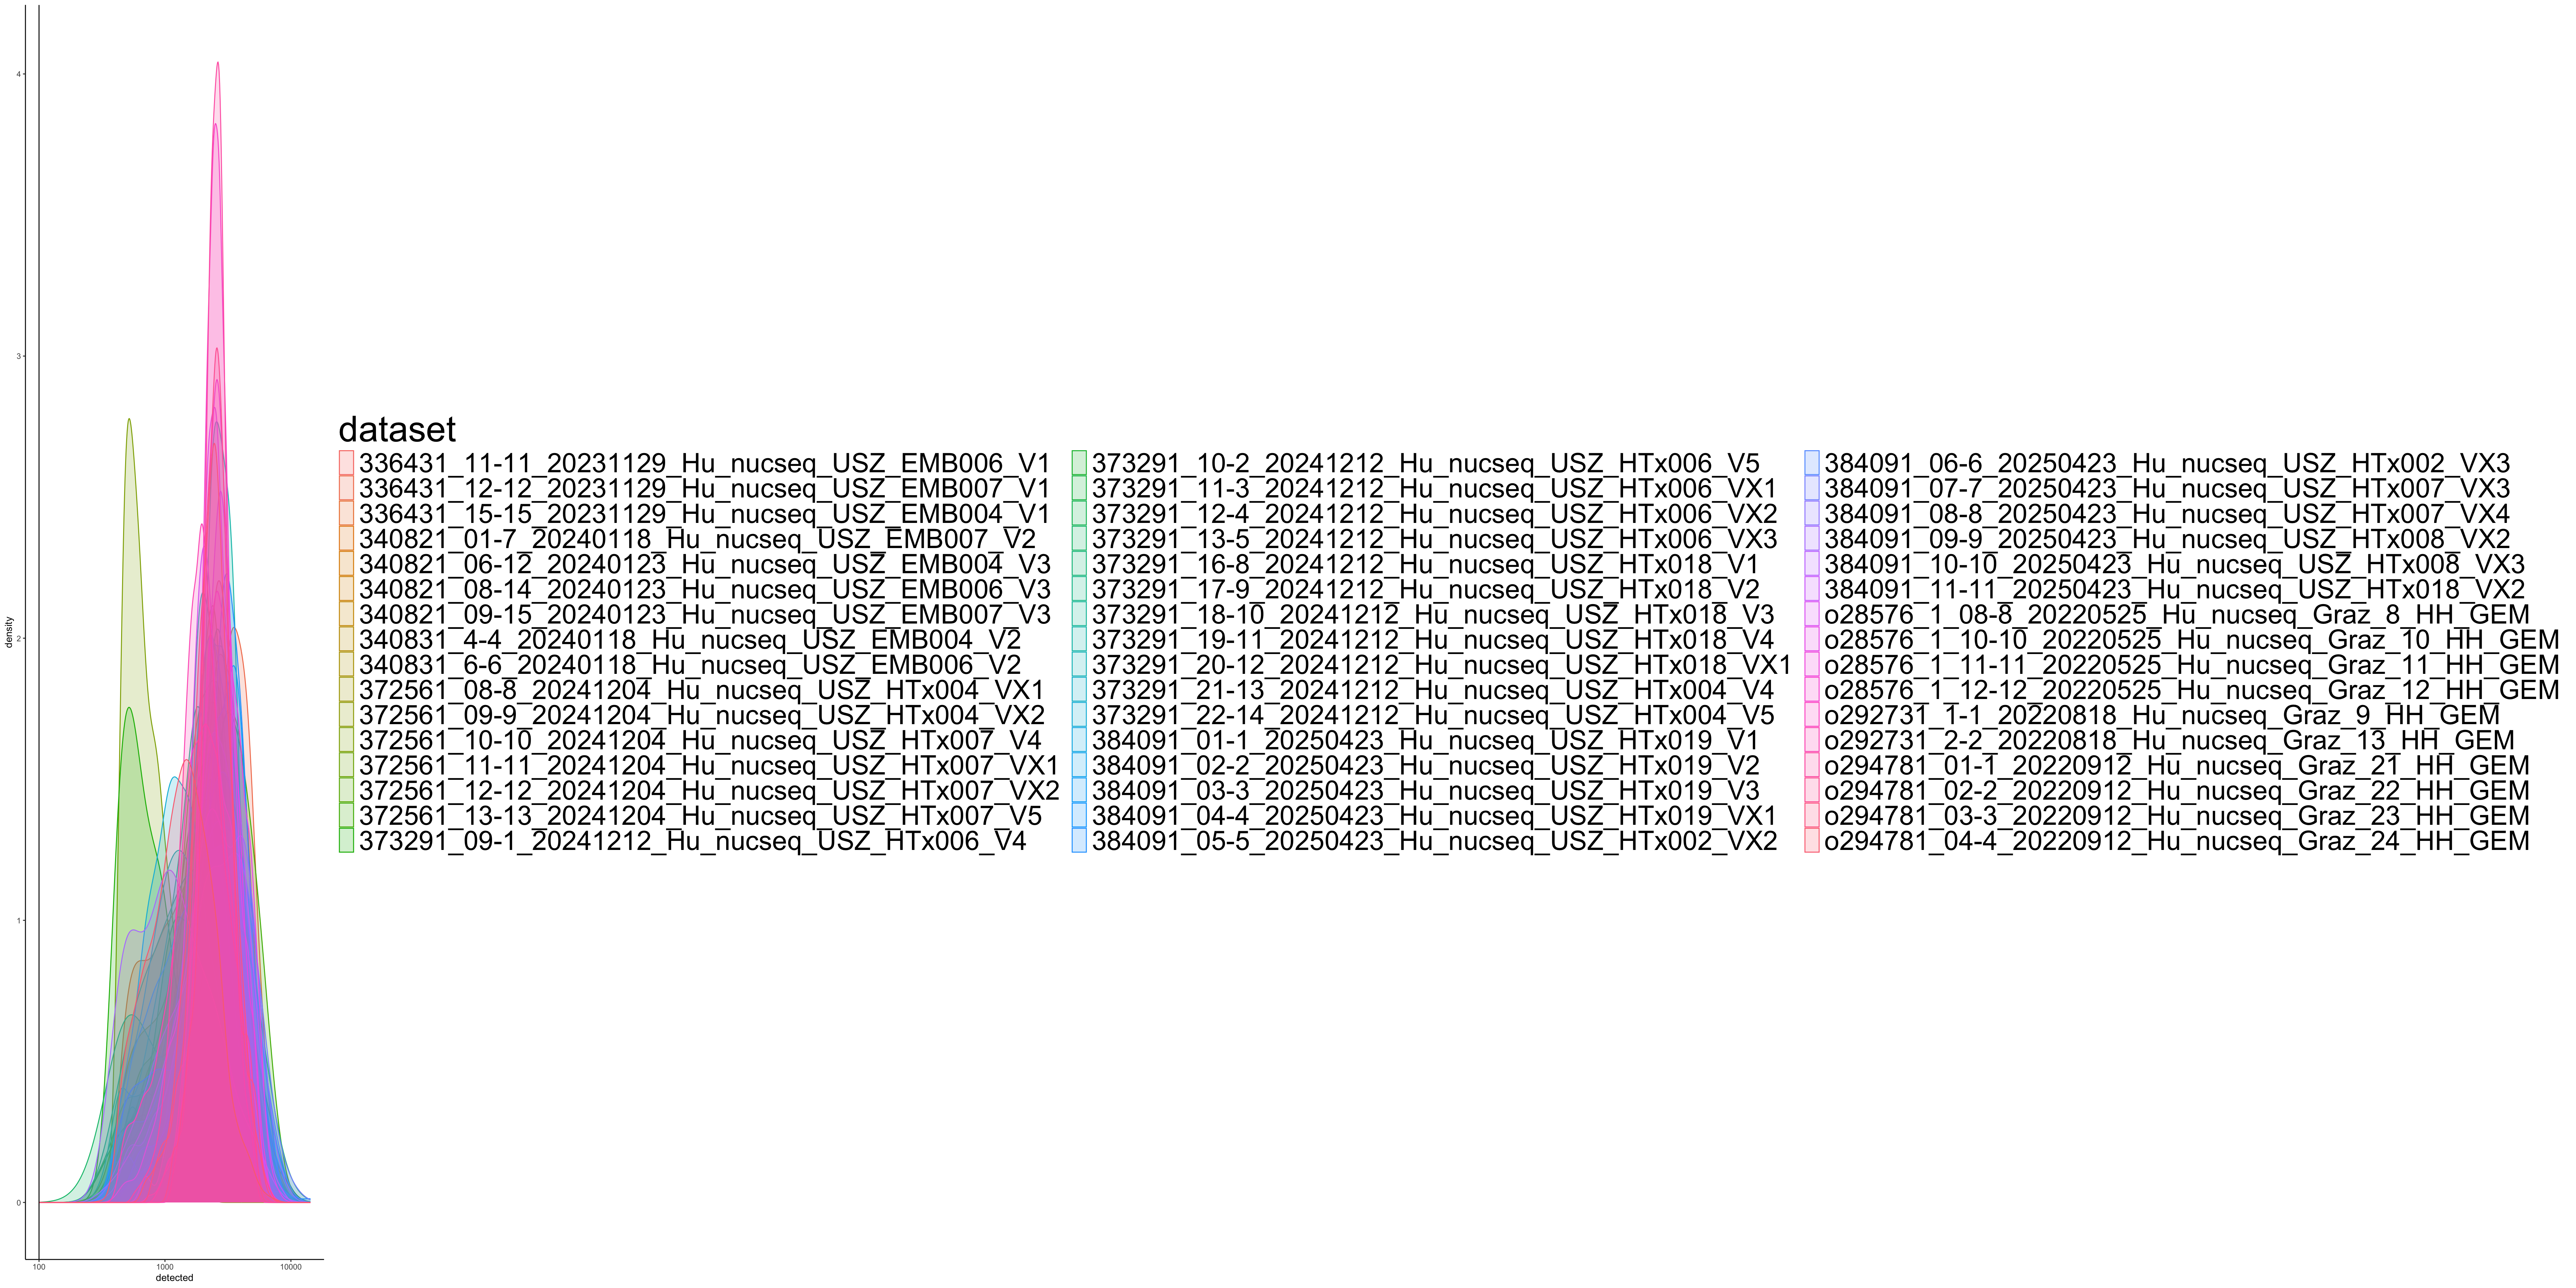 4
3
2
1
0
density
100
1000
10000
detected
dataset
336431_11-11_20231129_Hu_nucseq_USZ_EMB006_V1
336431_12-12_20231129_Hu_nucseq_USZ_EMB007_V1
336431_15-15_20231129_Hu_nucseq_USZ_EMB004_V1
340821_01-7_20240118_Hu_nucseq_USZ_EMB007_V2
340821_06-12_20240123_Hu_nucseq_USZ_EMB004_V3
340821_08-14_20240123_Hu_nucseq_USZ_EMB006_V3
340821_09-15_20240123_Hu_nucseq_USZ_EMB007_V3
340831_4-4_20240118_Hu_nucseq_USZ_EMB004_V2
340831_6-6_20240118_Hu_nucseq_USZ_EMB006_V2
372561_08-8_20241204_Hu_nucseq_USZ_HTx004_VX1
372561_09-9_20241204_Hu_nucseq_USZ_HTx004_VX2
372561_10-10_20241204_Hu_nucseq_USZ_HTx007_V4
372561_11-11_20241204_Hu_nucseq_USZ_HTx007_VX1
372561_12-12_20241204_Hu_nucseq_USZ_HTx007_VX2
372561_13-13_20241204_Hu_nucseq_USZ_HTx007_V5
373291_09-1_20241212_Hu_nucseq_USZ_HTx006_V4
373291_10-2_20241212_Hu_nucseq_USZ_HTx006_V5
373291_11-3_20241212_Hu_nucseq_USZ_HTx006_VX1
373291_12-4_20241212_Hu_nucseq_USZ_HTx006_VX2
373291_13-5_20241212_Hu_nucseq_USZ_HTx006_VX3
373291_16-8_20241212_Hu_nucseq_USZ_HTx018_V1
373291_17-9_20241212_Hu_nucseq_USZ_HTx018_V2
373291_18-10_20241212_Hu_nucseq_USZ_HTx018_V3
373291_19-11_20241212_Hu_nucseq_USZ_HTx018_V4
373291_20-12_20241212_Hu_nucseq_USZ_HTx018_VX1
373291_21-13_20241212_Hu_nucseq_USZ_HTx004_V4
373291_22-14_20241212_Hu_nucseq_USZ_HTx004_V5
384091_01-1_20250423_Hu_nucseq_USZ_HTx019_V1
384091_02-2_20250423_Hu_nucseq_USZ_HTx019_V2
384091_03-3_20250423_Hu_nucseq_USZ_HTx019_V3
384091_04-4_20250423_Hu_nucseq_USZ_HTx019_VX1
384091_05-5_20250423_Hu_nucseq_USZ_HTx002_VX2
384091_06-6_20250423_Hu_nucseq_USZ_HTx002_VX3
384091_07-7_20250423_Hu_nucseq_USZ_HTx007_VX3
384091_08-8_20250423_Hu_nucseq_USZ_HTx007_VX4
384091_09-9_20250423_Hu_nucseq_USZ_HTx008_VX2
384091_10-10_20250423_Hu_nucseq_USZ_HTx008_VX3
384091_11-11_20250423_Hu_nucseq_USZ_HTx018_VX2
o28576_1_08-8_20220525_Hu_nucseq_Graz_8_HH_GEM
o28576_1_10-10_20220525_Hu_nucseq_Graz_10_HH_GEM
o28576_1_11-11_20220525_Hu_nucseq_Graz_11_HH_GEM
o28576_1_12-12_20220525_Hu_nucseq_Graz_12_HH_GEM
o292731_1-1_20220818_Hu_nucseq_Graz_9_HH_GEM
o292731_2-2_20220818_Hu_nucseq_Graz_13_HH_GEM
o294781_01-1_20220912_Hu_nucseq_Graz_21_HH_GEM
o294781_02-2_20220912_Hu_nucseq_Graz_22_HH_GEM
o294781_03-3_20220912_Hu_nucseq_Graz_23_HH_GEM
o294781_04-4_20220912_Hu_nucseq_Graz_24_HH_GEM